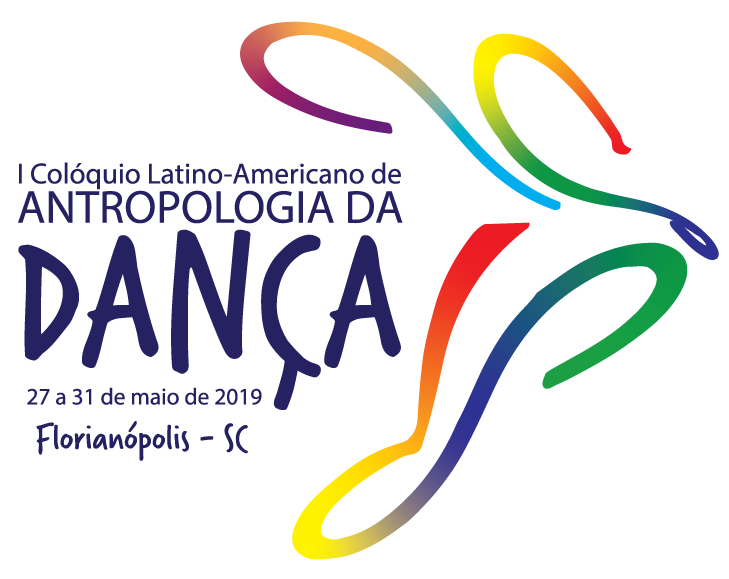 I Colóquio Latino-Americano de
ANTROPOLOGIA DA
DANÇA
27 a 31 de maio de 2019
Florianópolis - SC